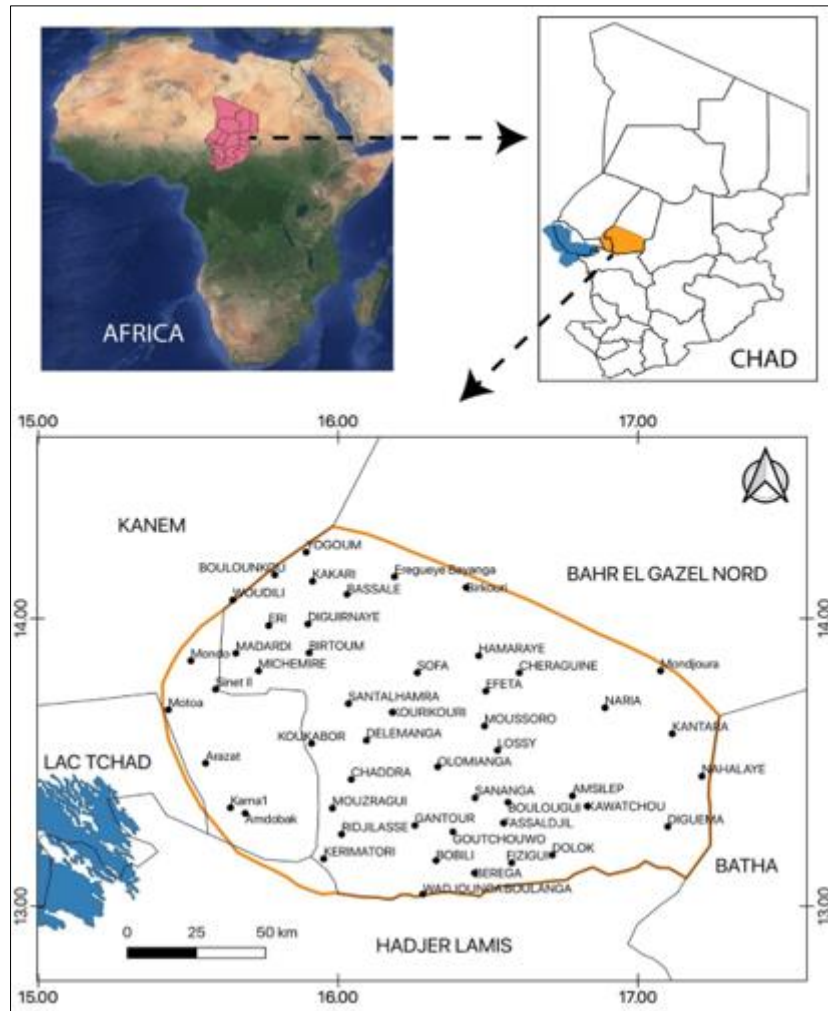 AFRICA
CHAD
15.00 16.00 17.00
KANEM
YOGOUM
BOULOUNKOU
KAKARI
Eregueye Bayanga
BAHR EL GAZEL NORD
WOUDILI
BASSALE
Birkouri
14.00
14.00
ERI
DIGUIRNAYE
MADARDI
BIRTOUM
HAMARAYE
Mondo
MICHEMIRE
SOFA
CHERAGUINE
Mondjoura
Sinet II
EFETA
Motoa
SANTALHAMRA
KOURIKOURI
NARIA
MOUSSORO
KANTARA
KOUKABOR
DELEMANGA
LOSSY
LAC TCHAD
Arazat
OLOMIANGA
CHADDRA
NAHALAYE
SANANGA
AMSILEP
Kama1
MOUZRAGUI
BOULOUGUI
KAWATCHOU
Amdobak
GANTOUR
TASSALDJIL
DIGUEMA
RIDJILASSE
GOUTCHOUWO
KERIMATORI
BOBILI
FIZIGUI
DOLOK
BATHA
BEREGA
WADJOUNGA BOULANGA
13.00
13.00
0 25 50 km
HADJER LAMIS
15.00 16.00 17.00